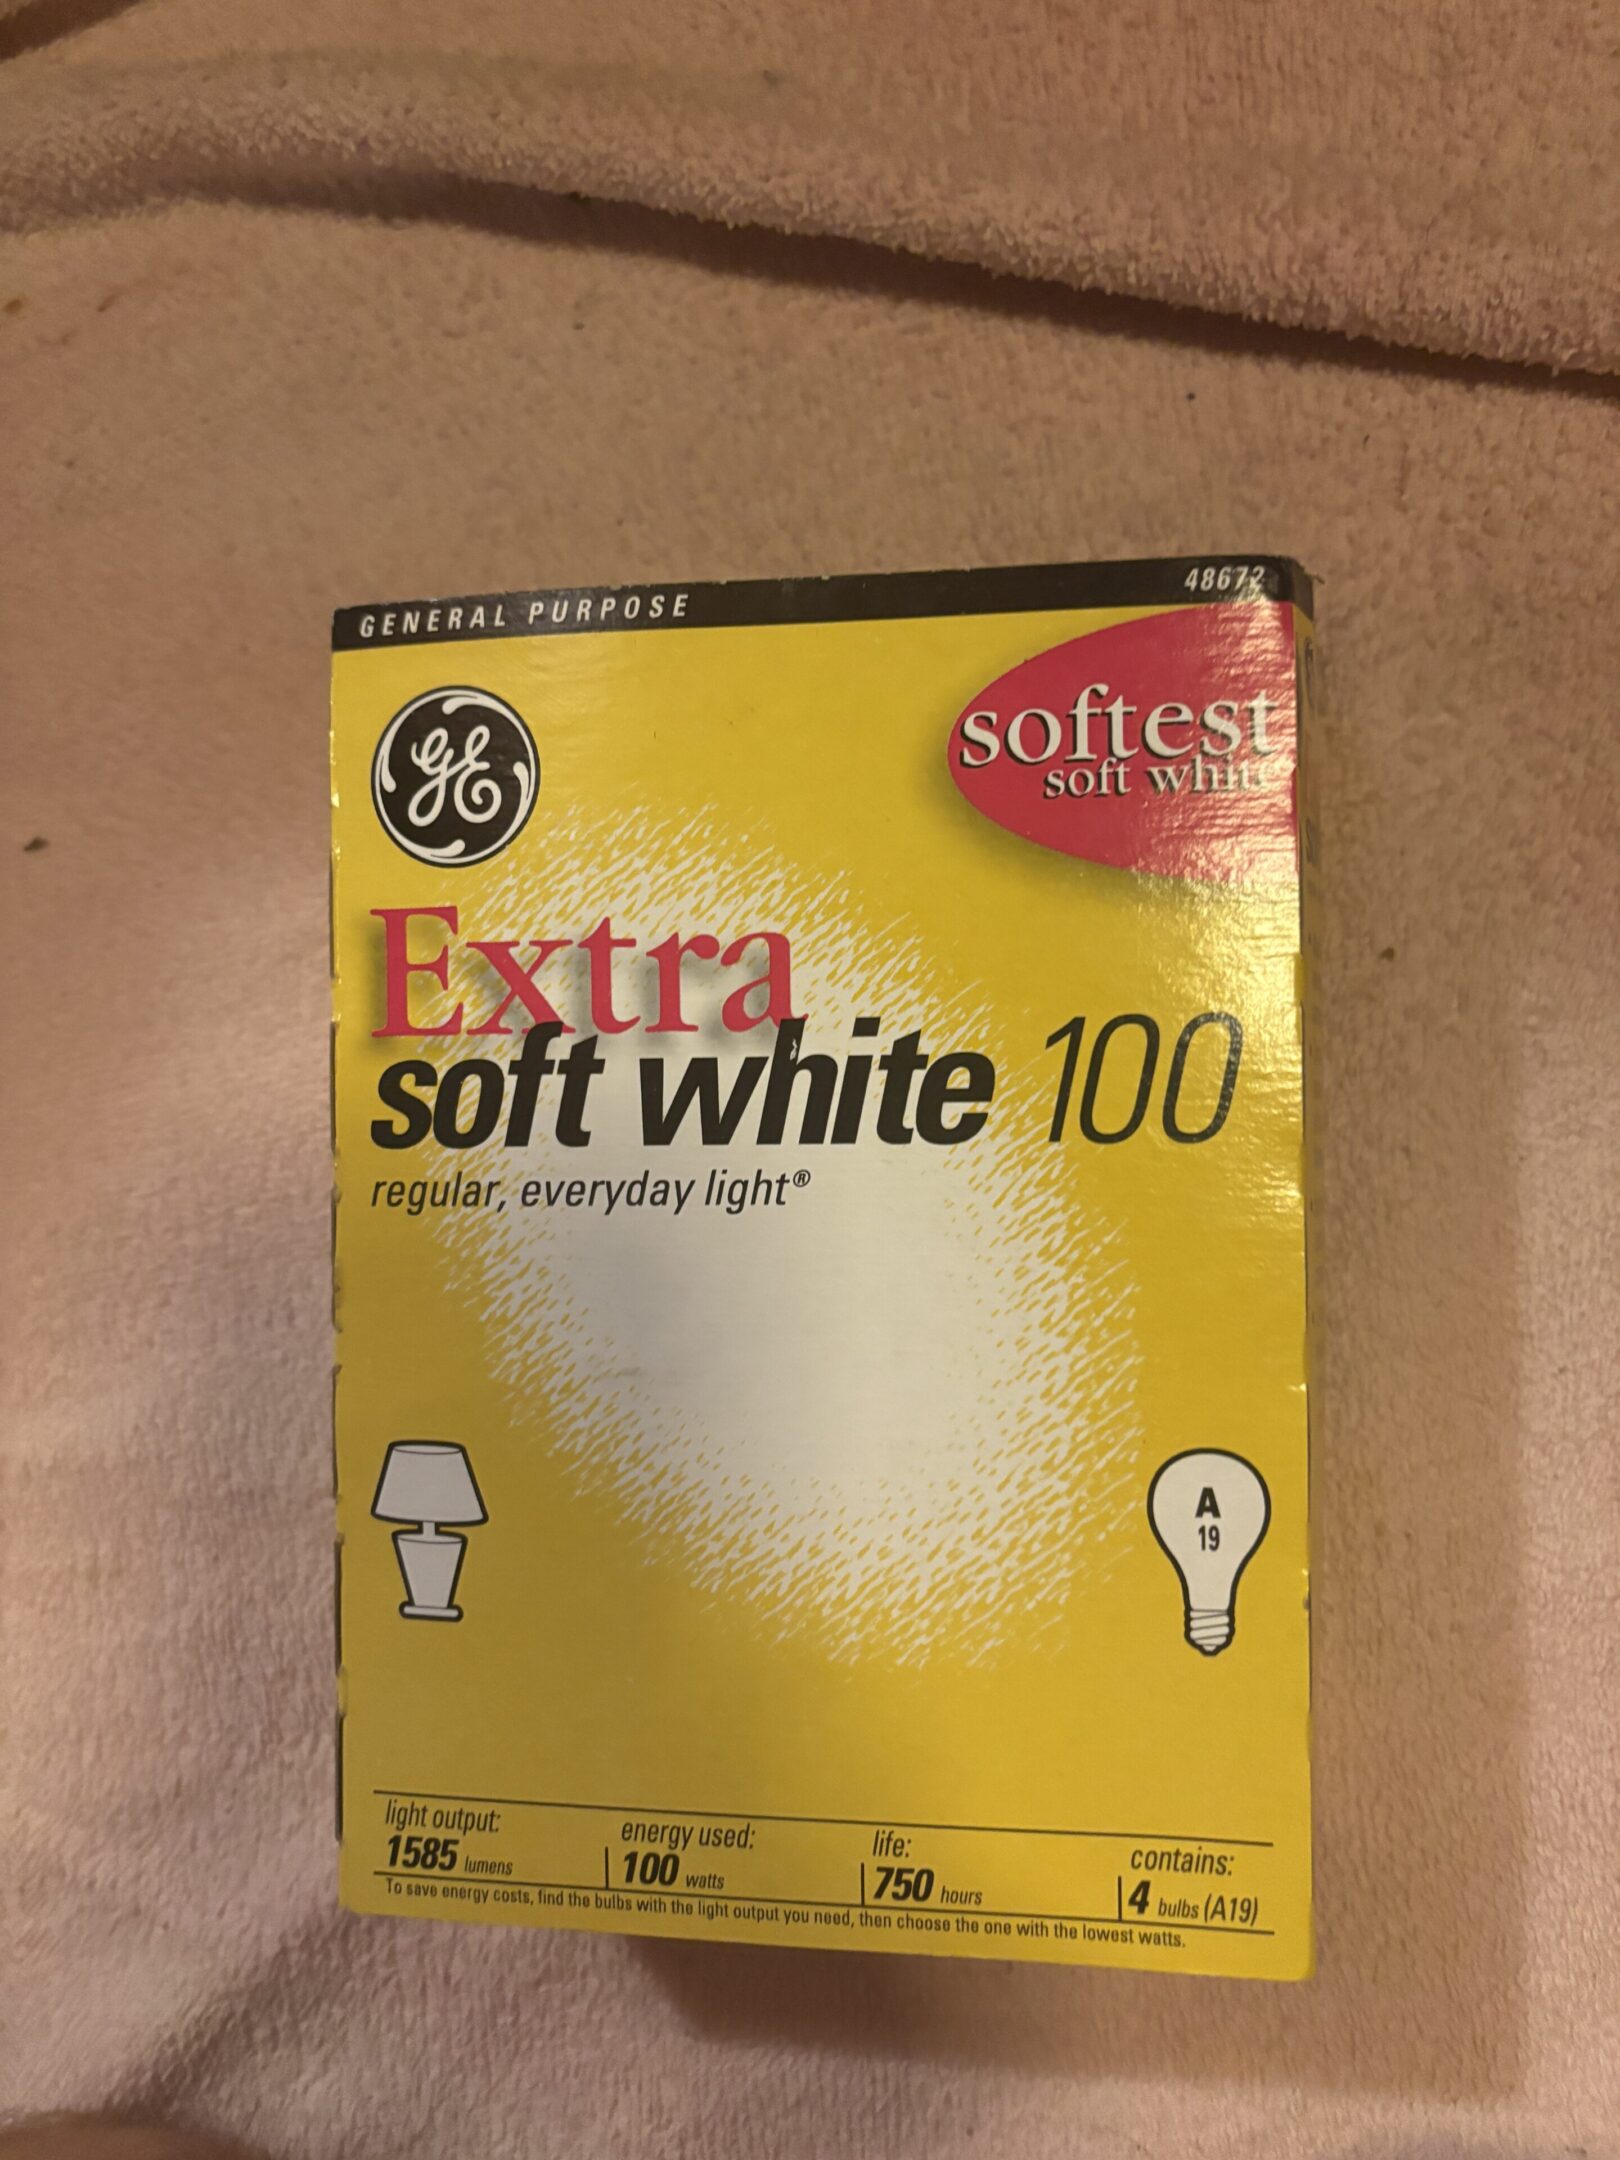 GENERAL PURPOSE 48672
GE
softest
soft white
Extra
soft white 100
regular, everyday light®
A
19
light output: energy used: life: contains:
1585 lumens 100 watts 750 hours 4 bulbs (A19)
To save energy costs, find the bulbs with the light output you need, then choose the one with the lowest watts.